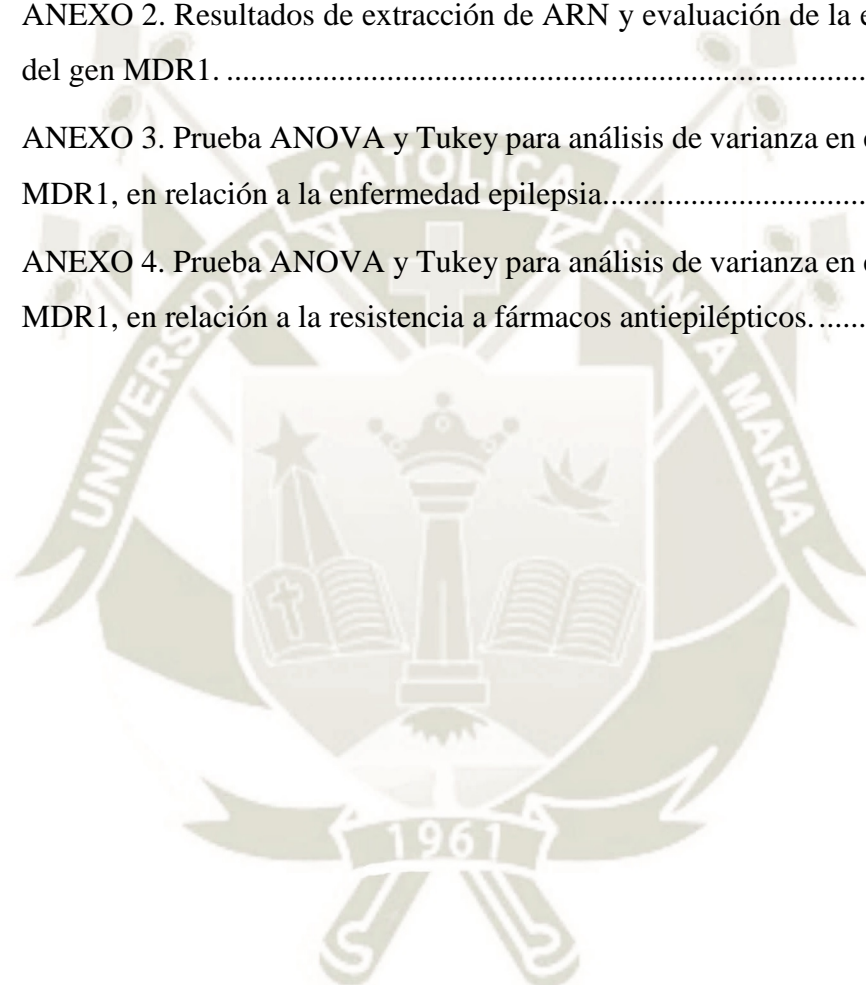 ANEXO 2. Resultados de extracción de ARN y evaluación de la
del gen MDR1. ........................................................................
ANEXO 3. Prueba ANOVA y Tukey para análisis de varianza en
MDR1, en relación a la enfermedad epilepsia....................................
ANEXO 4. Prueba ANOVA y Tukey para análisis de varianza en
MDR1, en relación a la resistencia a fármacos antiepilépticos. ......
UNIVERSIDAD CATOLICA SANTA MARIA
1961